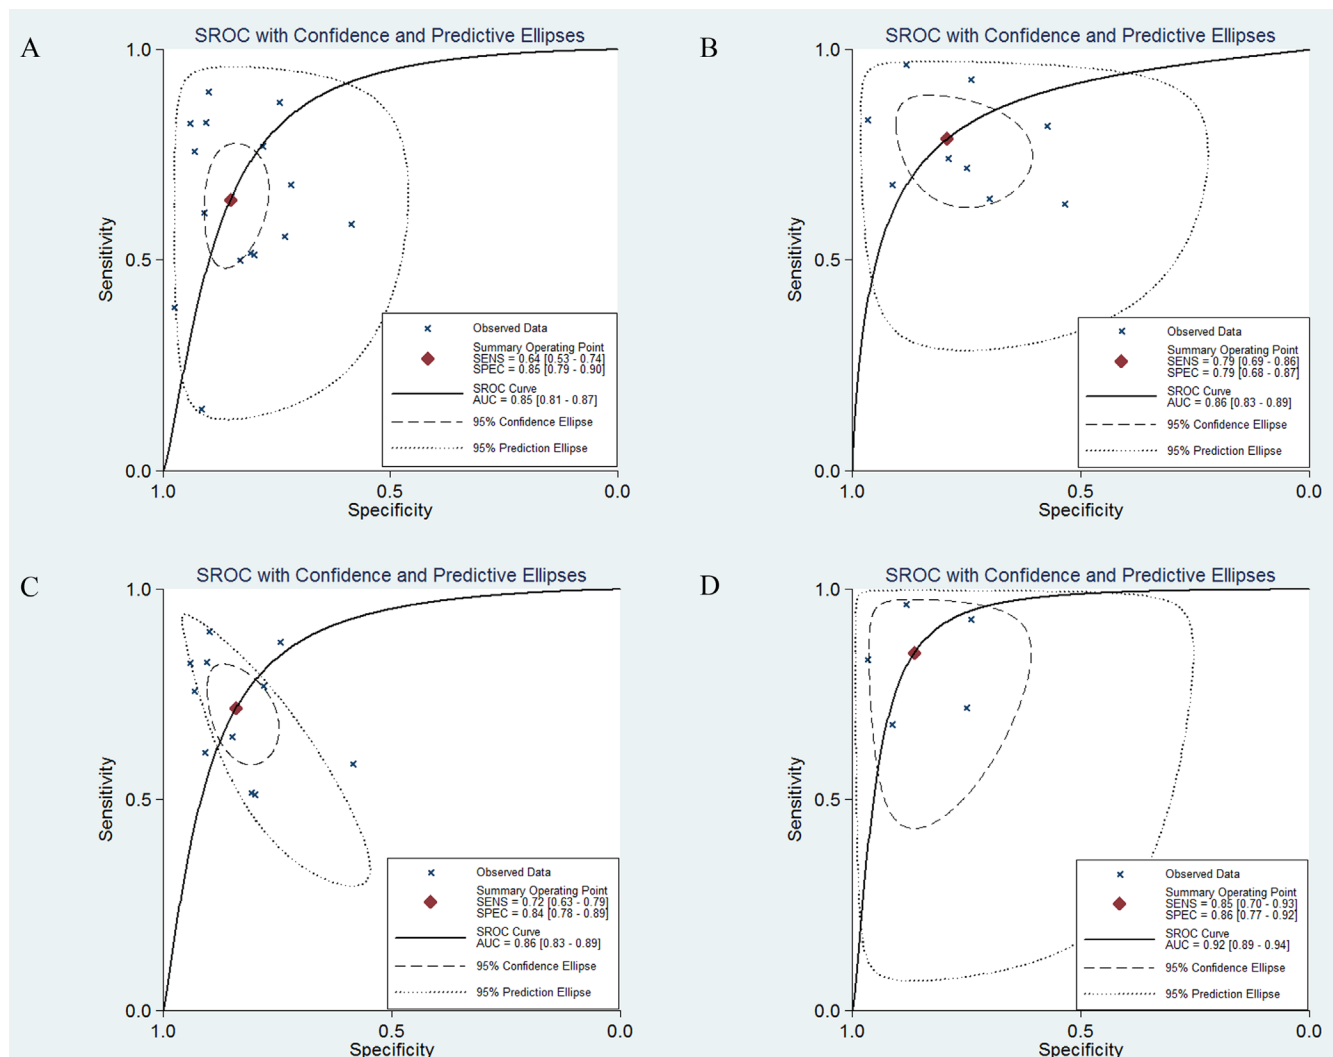 A
SROC with Confidence and Predictive Ellipses
1.0
Sensitivity
0.5
0.0
Observed Data
Summary Operating Point
SENS = 0.64 [0.53 - 0.74]
SPEC = 0.85 [0.79 - 0.90]
SROC Curve
AUC = 0.85 [0.81 - 0.87]
95% Confidence Ellipse
95% Prediction Ellipse
1.0 0.5 0.0
Specificity
B
SROC with Confidence and Predictive Ellipses
1.0
Sensitivity
0.5
0.0
Observed Data
Summary Operating Point
SENS = 0.79 [0.69 - 0.86]
SPEC = 0.79 [0.68 - 0.87]
SROC Curve
AUC = 0.86 [0.83 - 0.89]
95% Confidence Ellipse
95% Prediction Ellipse
1.0 0.5 0.0
Specificity
C
SROC with Confidence and Predictive Ellipses
1.0
Sensitivity
0.5
0.0
Observed Data
Summary Operating Point
SENS = 0.72 [0.63 - 0.79]
SPEC = 0.84 [0.78 - 0.89]
SROC Curve
AUC = 0.86 [0.83 - 0.89]
95% Confidence Ellipse
95% Prediction Ellipse
1.0 0.5 0.0
Specificity
D
SROC with Confidence and Predictive Ellipses
1.0
Sensitivity
0.5
0.0
Observed Data
Summary Operating Point
SENS = 0.85 [0.70 - 0.93]
SPEC = 0.86 [0.77 - 0.92]
SROC Curve
AUC = 0.92 [0.89 - 0.94]
95% Confidence Ellipse
95% Prediction Ellipse
1.0 0.5 0.0
Specificity